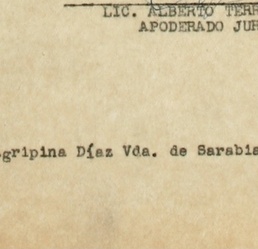 LIC. ALBERTO TERR
APODERADO JUR
gripina Díaz Vda. de Sarabia